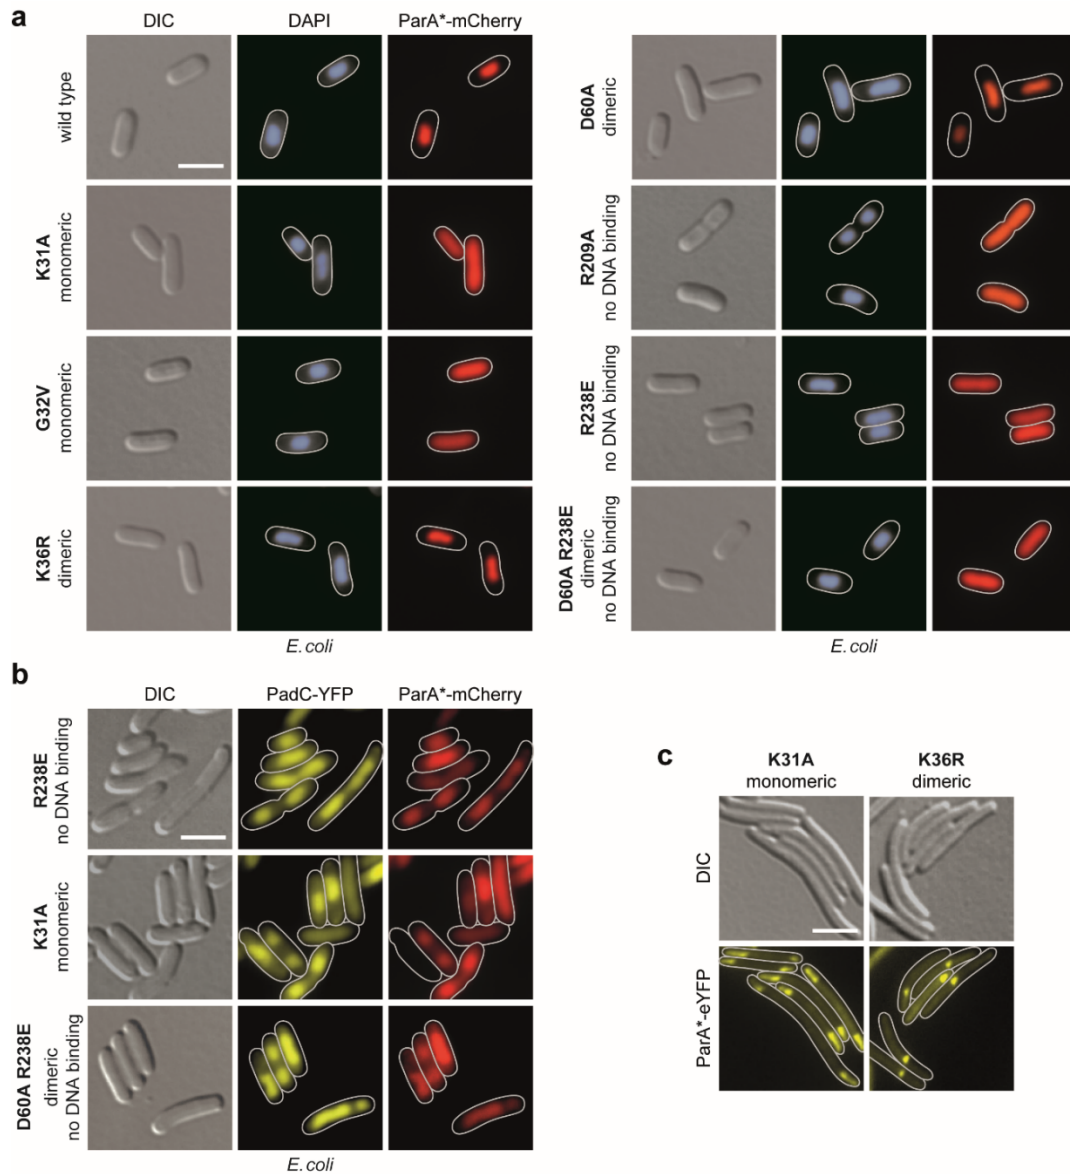 a
DIC DAPI ParA*-mCherry
wild type
K31A
monomeric
G32V
monomeric
K36R
dimeric
E. coli
D60A
dimeric
R209A
no DNA binding
R238E
no DNA binding
D60A R238E
dimeric
no DNA binding
E. coli
b
DIC PadC-YFP ParA*-mCherry
R238E
no DNA binding
K31A
monomeric
D60A R238E
dimeric
no DNA binding
E. coli
c
K31A
monomeric
K36R
dimeric
DIC
ParA*-eYFP